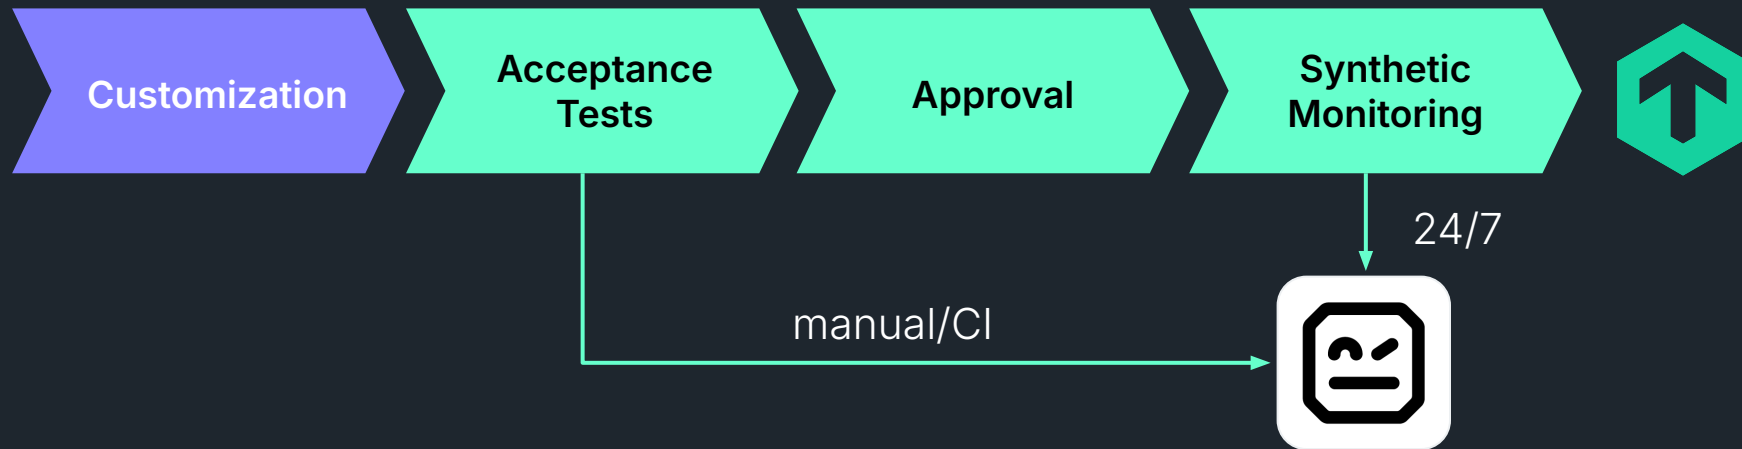 Customization
Acceptance
Tests
Approval
Synthetic
Monitoring
24/7
manual/CI